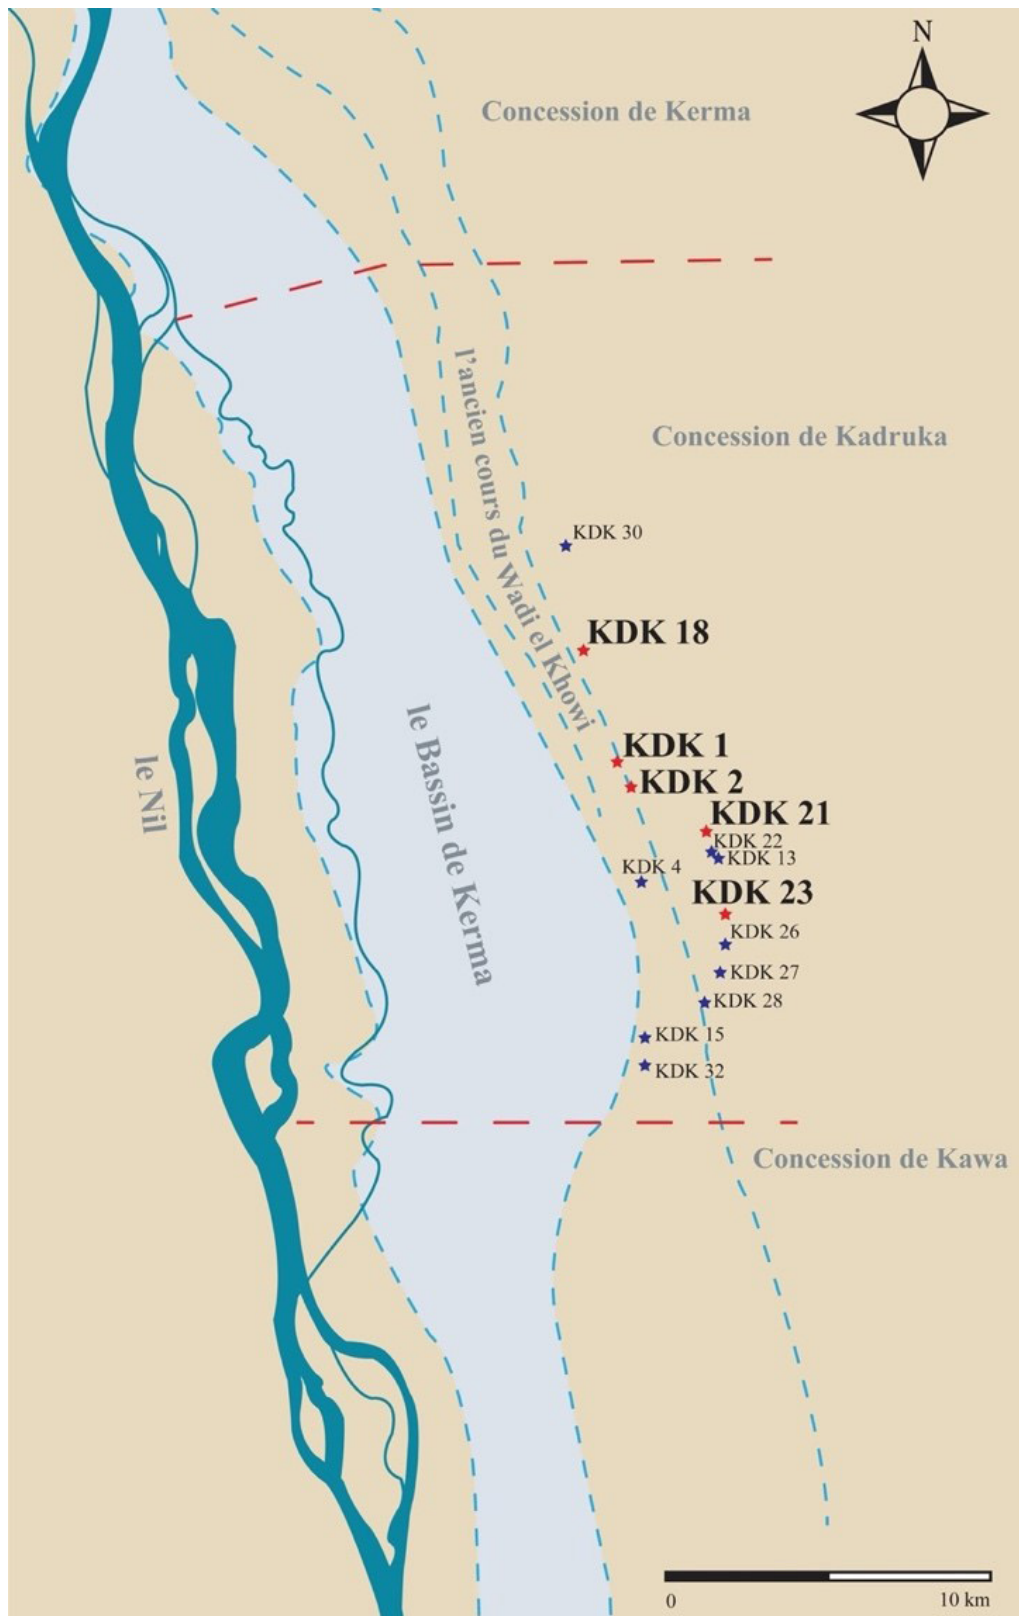 N
Concession de Kerma
l'ancien cours du Wadi el Khowi
Concession de Kadruka
KDK 30
KDK 18
le Bassin de Kerma
le Nil
KDK 1
KDK 2
KDK 21
KDK 22
KDK 13
KDK 4
KDK 23
KDK 26
KDK 27
KDK 28
KDK 15
KDK 32
Concession de Kawa
0 10 km